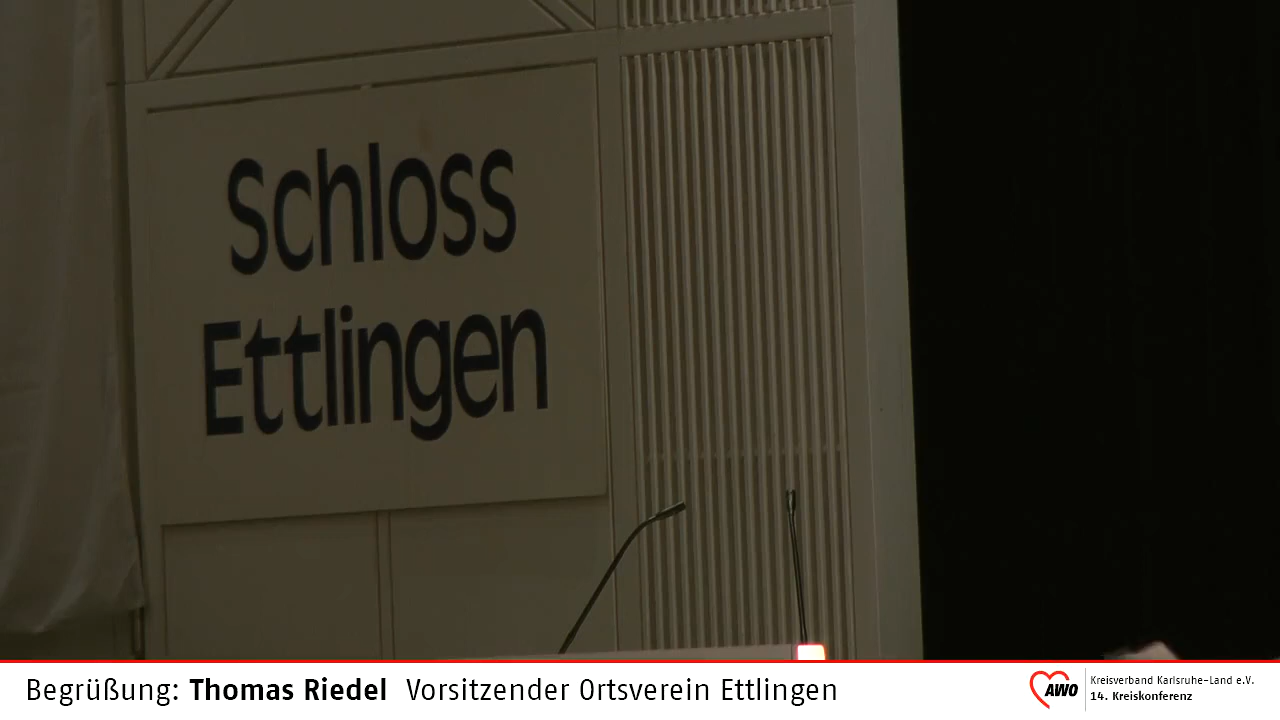 Schloss
Ettlingen
Begrüßung: Thomas Riedel Vorsitzender Ortsverein Ettlingen
AWO
Kreisverband Karlsruhe-Land e.V.
14. Kreiskonferenz